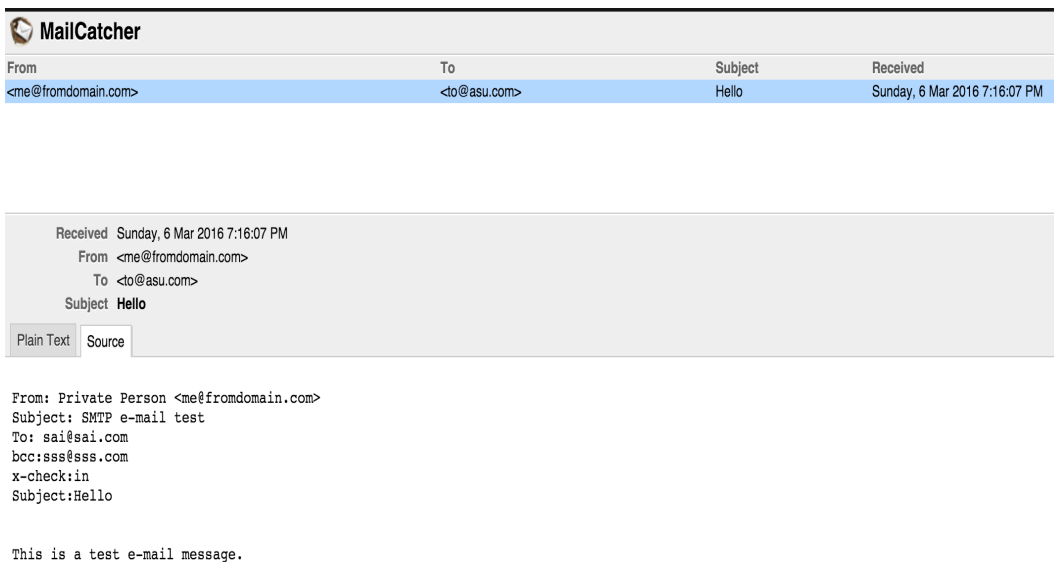 MailCatcher
From To Subject Received
<me@fromdomain.com> <to@asu.com> Hello Sunday, 6 Mar 2016 7:16:07 PM
Received Sunday, 6 Mar 2016 7:16:07 PM
From <me@fromdomain.com>
To <to@asu.com>
Subject Hello
Plain Text Source
From: Private Person <me@fromdomain.com>
Subject: SMTP e-mail test
To: sai@sai.com
bcc:sss@sss.com
x-check:in
Subject:Hello
This is a test e-mail message.